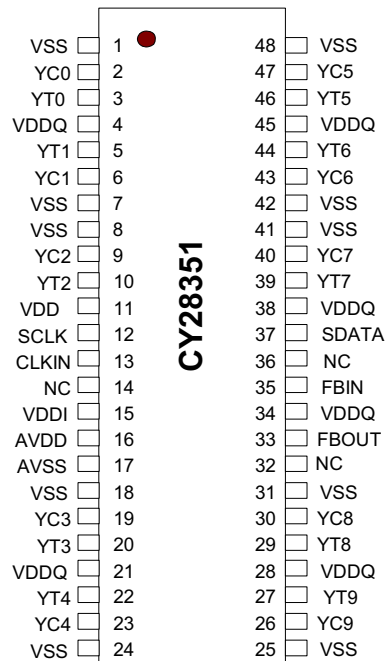 VSS 1 48 VSS
YC0 2 47 YC5
YT0 3 46 YT5
VDDQ 4 45 VDDQ
YT1 5 44 YT6
YC1 6 43 YC6
VSS 7 42 VSS
VSS 8 41 VSS
YC2 9 40 YC7
YT2 10 39 YT7
VDD 11 38 VDDQ
SCLK 12 37 SDATA
CLKIN 13 36 NC
NC 14 35 FBIN
VDDI 15 34 VDDQ
AVDD 16 33 FBOUT
AVSS 17 32 NC
VSS 18 31 VSS
YC3 19 30 YC8
YT3 20 29 YT8
VDDQ 21 28 VDDQ
YT4 22 27 YT9
YC4 23 26 YC9
VSS 24 25 VSS
CY28351